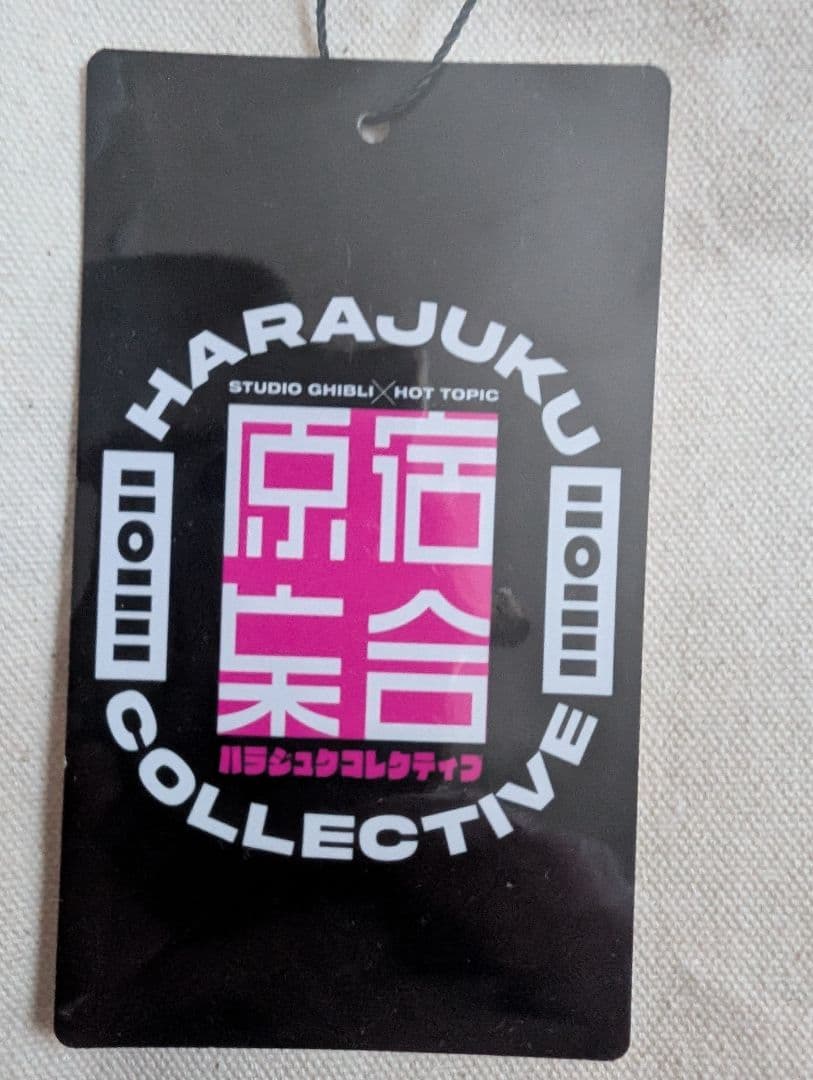 HARAJUKU
STUDIO GHIBLI X HOT TOPIC
原宿
集合
ハラジュクコレクティブ
COLLECTIVE